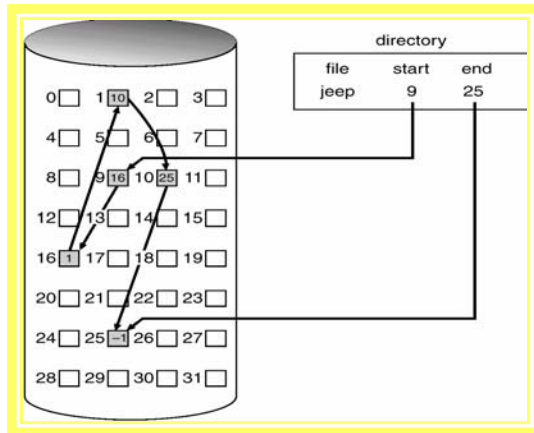 directory
file start end
jeep 9 25
0 1 10 2 3
4 5 6 7
8 9 16 10 25 11
12 13 14 15
16 1 17 18 19
20 21 22 23
24 25 -1 26 27
28 29 30 31